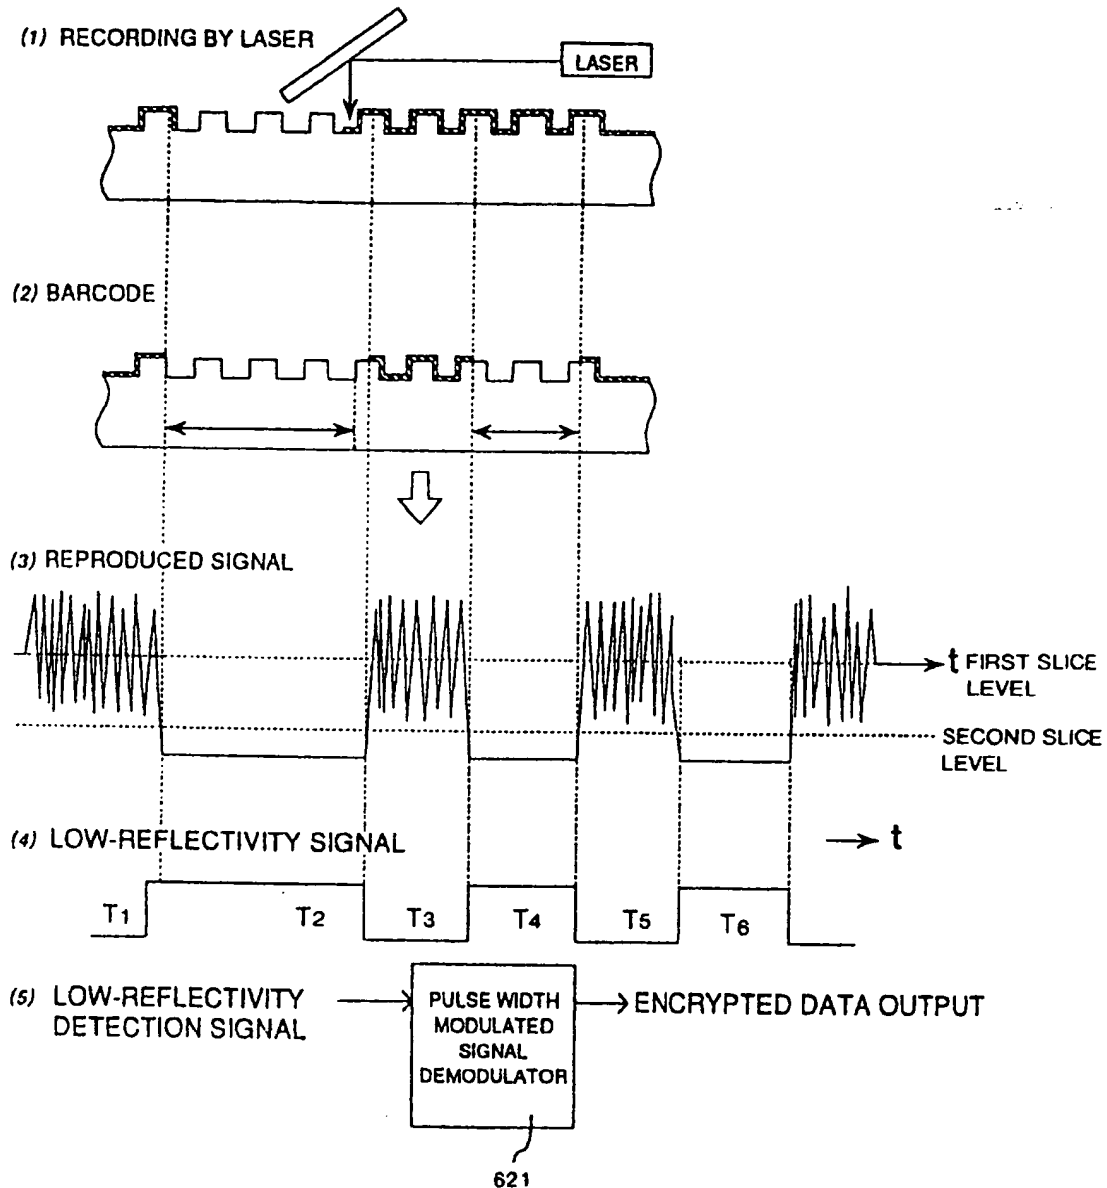 (1) RECORDING BY LASER
LASER
(2) BARCODE
(3) REPRODUCED SIGNAL
t FIRST SLICE
LEVEL
SECOND SLICE
LEVEL
(4) LOW-REFLECTIVITY SIGNAL
t
T1 T2 T3 T4 T5 T6
(5) LOW-REFLECTIVITY
DETECTION SIGNAL
PULSE WIDTH
MODULATED
SIGNAL
DEMODULATOR
ENCRYPTED DATA OUTPUT
621